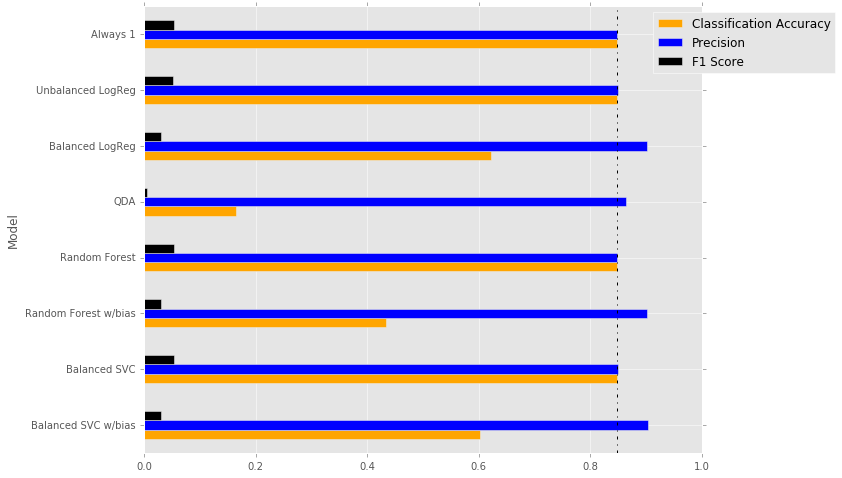 Classification Accuracy
Precision
F1 Score
Model
Always 1
Unbalanced LogReg
Balanced LogReg
QDA
Random Forest
Random Forest w/bias
Balanced SVC
Balanced SVC w/bias
0.0 0.2 0.4 0.6 0.8 1.0